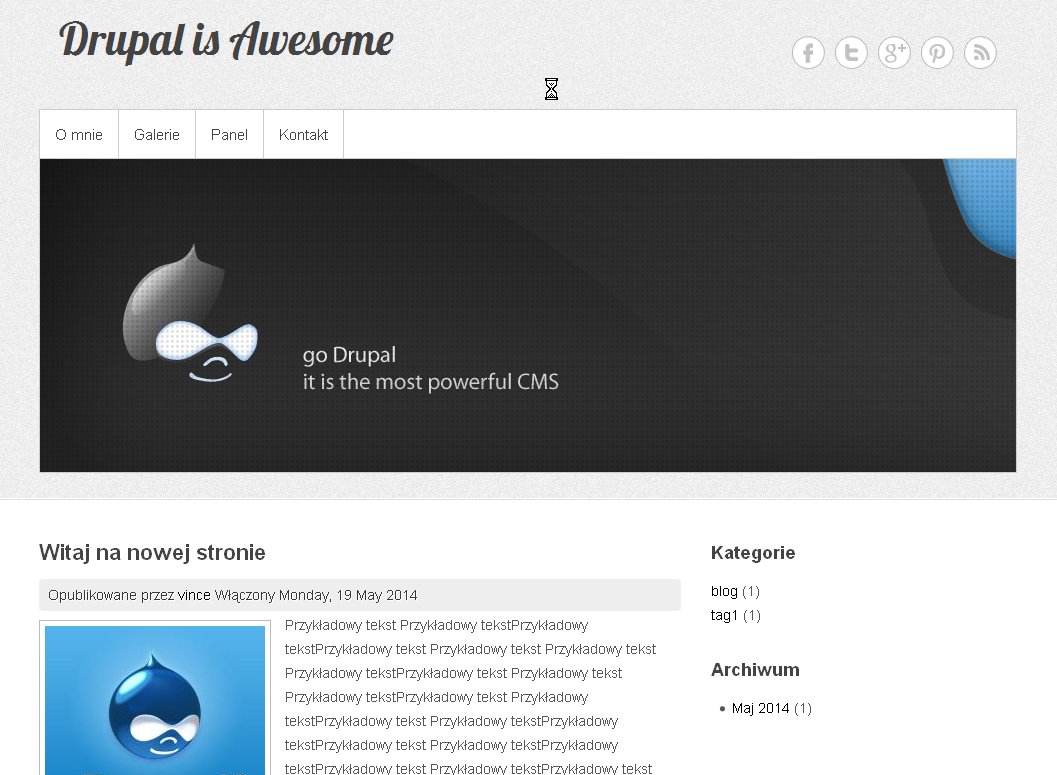 Drupal is Awesome
O mnie
Galerie
Panel
Kontakt
go Drupal
it is the most powerful CMS
Witaj na nowej stronie
Opublikowane przez vince Włączony Monday, 19 May 2014
Przykładowy tekst Przykładowy tekstPrzykładowy
tekstPrzykładowy tekst Przykładowy tekst Przykładowy tekst
Przykładowy tekstPrzykładowy tekst Przykładowy tekst
Przykładowy tekstPrzykładowy tekst Przykładowy
tekstPrzykładowy tekst Przykładowy tekstPrzykładowy
tekstPrzykładowy tekst Przykładowy tekstPrzykładowy
tekstPrzykładowy tekst Przykładowy tekstPrzykładowy tekst
Kategorie
blog (1)
tag1 (1)
Archiwum
Maj 2014 (1)